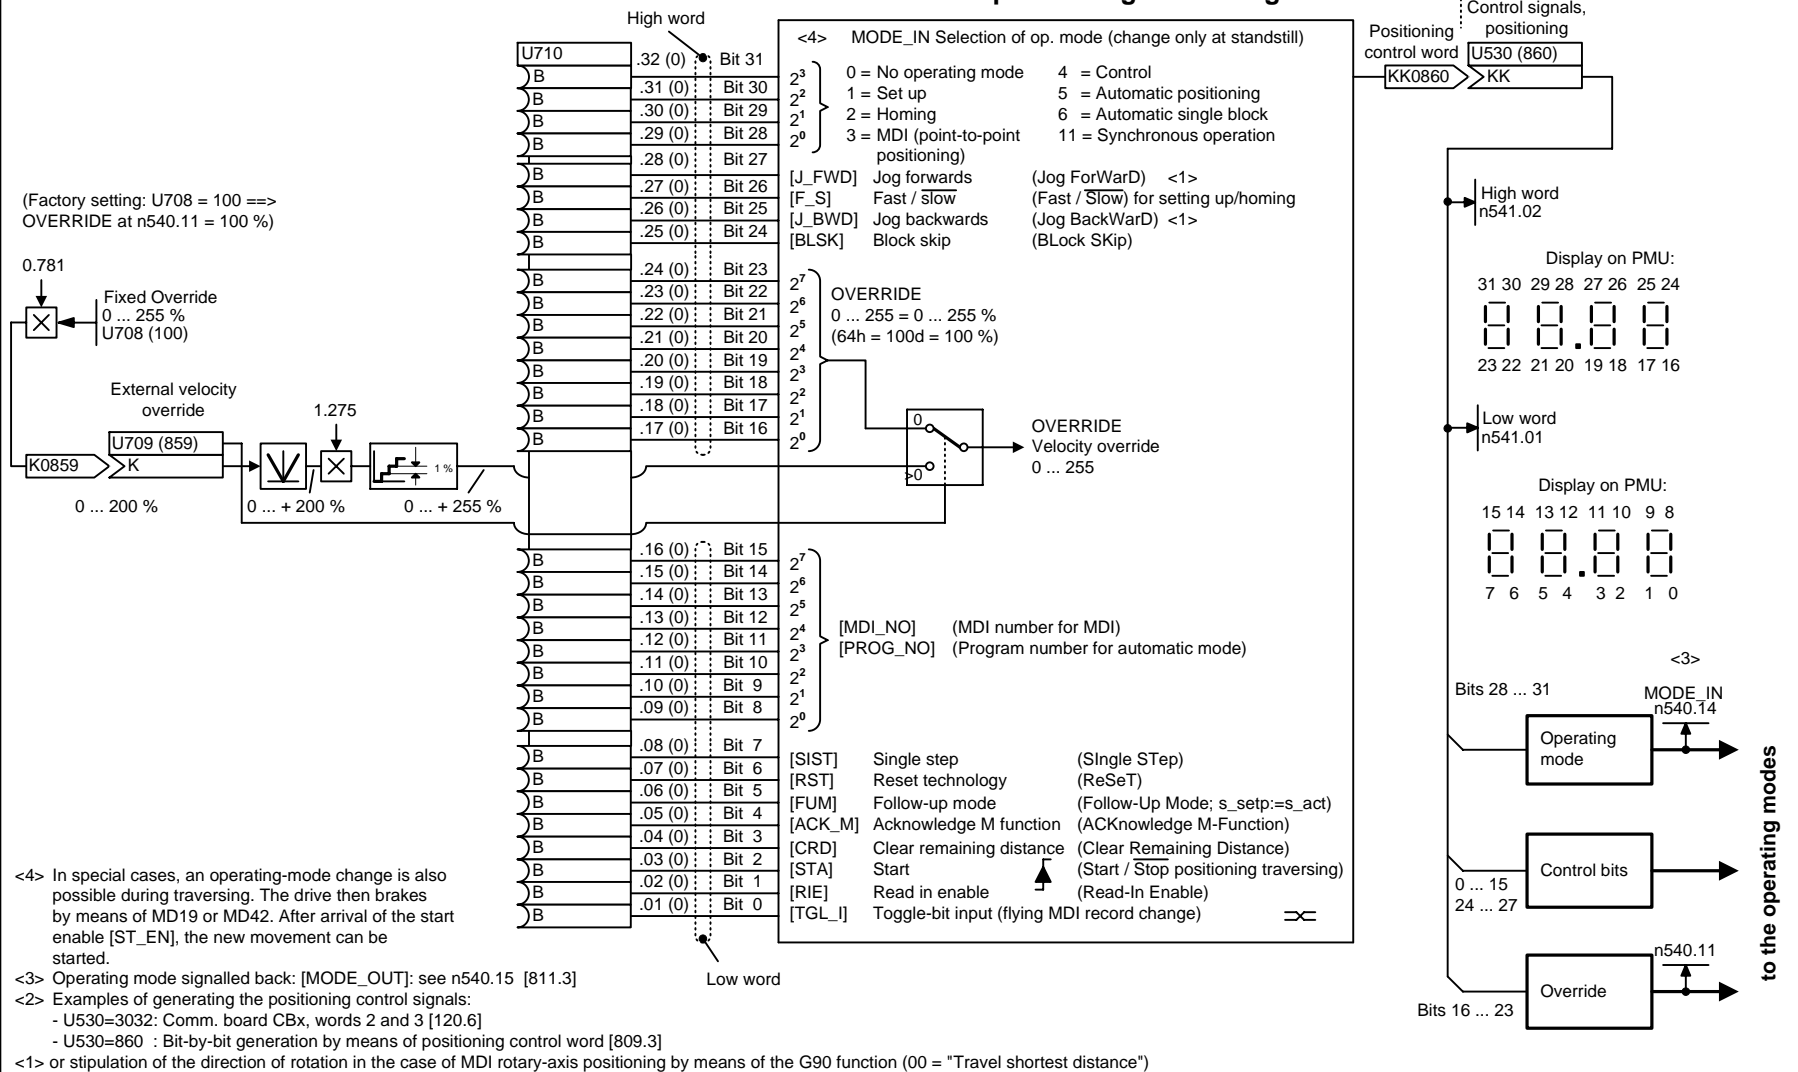 Control signals,
positioning
High word
Positioning
control word
U710
.32 (0) Bit 31
<4> MODE_IN Selection of op. mode (change only at standstill)
U530 (860)
KK0860
KK
B
.31 (0) Bit 30
B
.30 (0) Bit 29
B
.29 (0) Bit 28
B
.28 (0) Bit 27
2³
2²
2¹
2⁰
0 = No operating mode 4 = Control
1 = Set up 5 = Automatic positioning
2 = Homing 6 = Automatic single block
3 = MDI (point-to-point 11 = Synchronous operation
positioning)
B
.27 (0) Bit 26
B
.26 (0) Bit 25
B
.25 (0) Bit 24
B
[J_FWD] Jog forwards (Jog ForWarD) <1>
[F_S] Fast / slow (Fast / Slow) for setting up/homing
[J_BWD] Jog backwards (Jog BackWarD) <1>
[BLSK] Block skip (BLock SKip)
High word
n541.02
(Factory setting: U708 = 100 ==>
OVERRIDE at n540.11 = 100 %)
0.781
Fixed Override
0 ... 255 %
U708 (100)
.24 (0) Bit 23
B
.23 (0) Bit 22
B
.22 (0) Bit 21
B
.21 (0) Bit 20
B
.20 (0) Bit 19
B
.19 (0) Bit 18
B
.18 (0) Bit 17
B
.17 (0) Bit 16
B
2⁷
2⁶
2⁵
2⁴
2³
2²
2¹
2⁰
OVERRIDE
0 ... 255 = 0 ... 255 %
(64h = 100d = 100 %)
Display on PMU:
31 30 29 28 27 26 25 24
23 22 21 20 19 18 17 16
External velocity
override
U709 (859)
K0859
K
0 ... 200 %
0 ... + 200 %
1.275
1 %
0 ... + 255 %
0
>0
OVERRIDE
Velocity override
0 ... 255
Low word
n541.01
Display on PMU:
15 14 13 12 11 10 9 8
7 6 5 4 3 2 1 0
.16 (0) Bit 15
B
.15 (0) Bit 14
B
.14 (0) Bit 13
B
.13 (0) Bit 12
B
.12 (0) Bit 11
B
.11 (0) Bit 10
B
.10 (0) Bit 9
B
.09 (0) Bit 8
B
2⁷
2⁶
2⁵
2⁴
2³
2²
2¹
2⁰
[MDI_NO] (MDI number for MDI)
[PROG_NO] (Program number for automatic mode)
.08 (0) Bit 7
B
.07 (0) Bit 6
B
.06 (0) Bit 5
B
.05 (0) Bit 4
B
.04 (0) Bit 3
B
.03 (0) Bit 2
B
.02 (0) Bit 1
B
.01 (0) Bit 0
B
[SIST] Single step (SIngle STep)
[RST] Reset technology (ReSeT)
[FUM] Follow-up mode (Follow-Up Mode; s_setp:=s_act)
[ACK_M] Acknowledge M function (ACKnowledge M-Function)
[CRD] Clear remaining distance (Clear Remaining Distance)
[STA] Start (Start / Stop positioning traversing)
[RIE] Read in enable (Read-In Enable)
[TGL_I] Toggle-bit input (flying MDI record change)
Low word
<3>
Bits 28 ... 31
MODE_IN
n540.14
Operating
mode
0 ... 15
24 ... 27
Control bits
n540.11
Override
Bits 16 ... 23
to the operating modes
<4> In special cases, an operating-mode change is also
possible during traversing. The drive then brakes
by means of MD19 or MD42. After arrival of the start
enable [ST_EN], the new movement can be
started.
<3> Operating mode signalled back: [MODE_OUT]: see n540.15 [811.3]
<2> Examples of generating the positioning control signals:
- U530=3032: Comm. board CBx, words 2 and 3 [120.6]
- U530=860 : Bit-by-bit generation by means of positioning control word [809.3]
<1> or stipulation of the direction of rotation in the case of MDI rotary-axis positioning by means of the G90 function (00 = "Travel shortest distance")